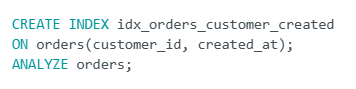 CREATE INDEX idx_orders_customer_created
ON orders(customer_id, created_at);
ANALYZE orders;